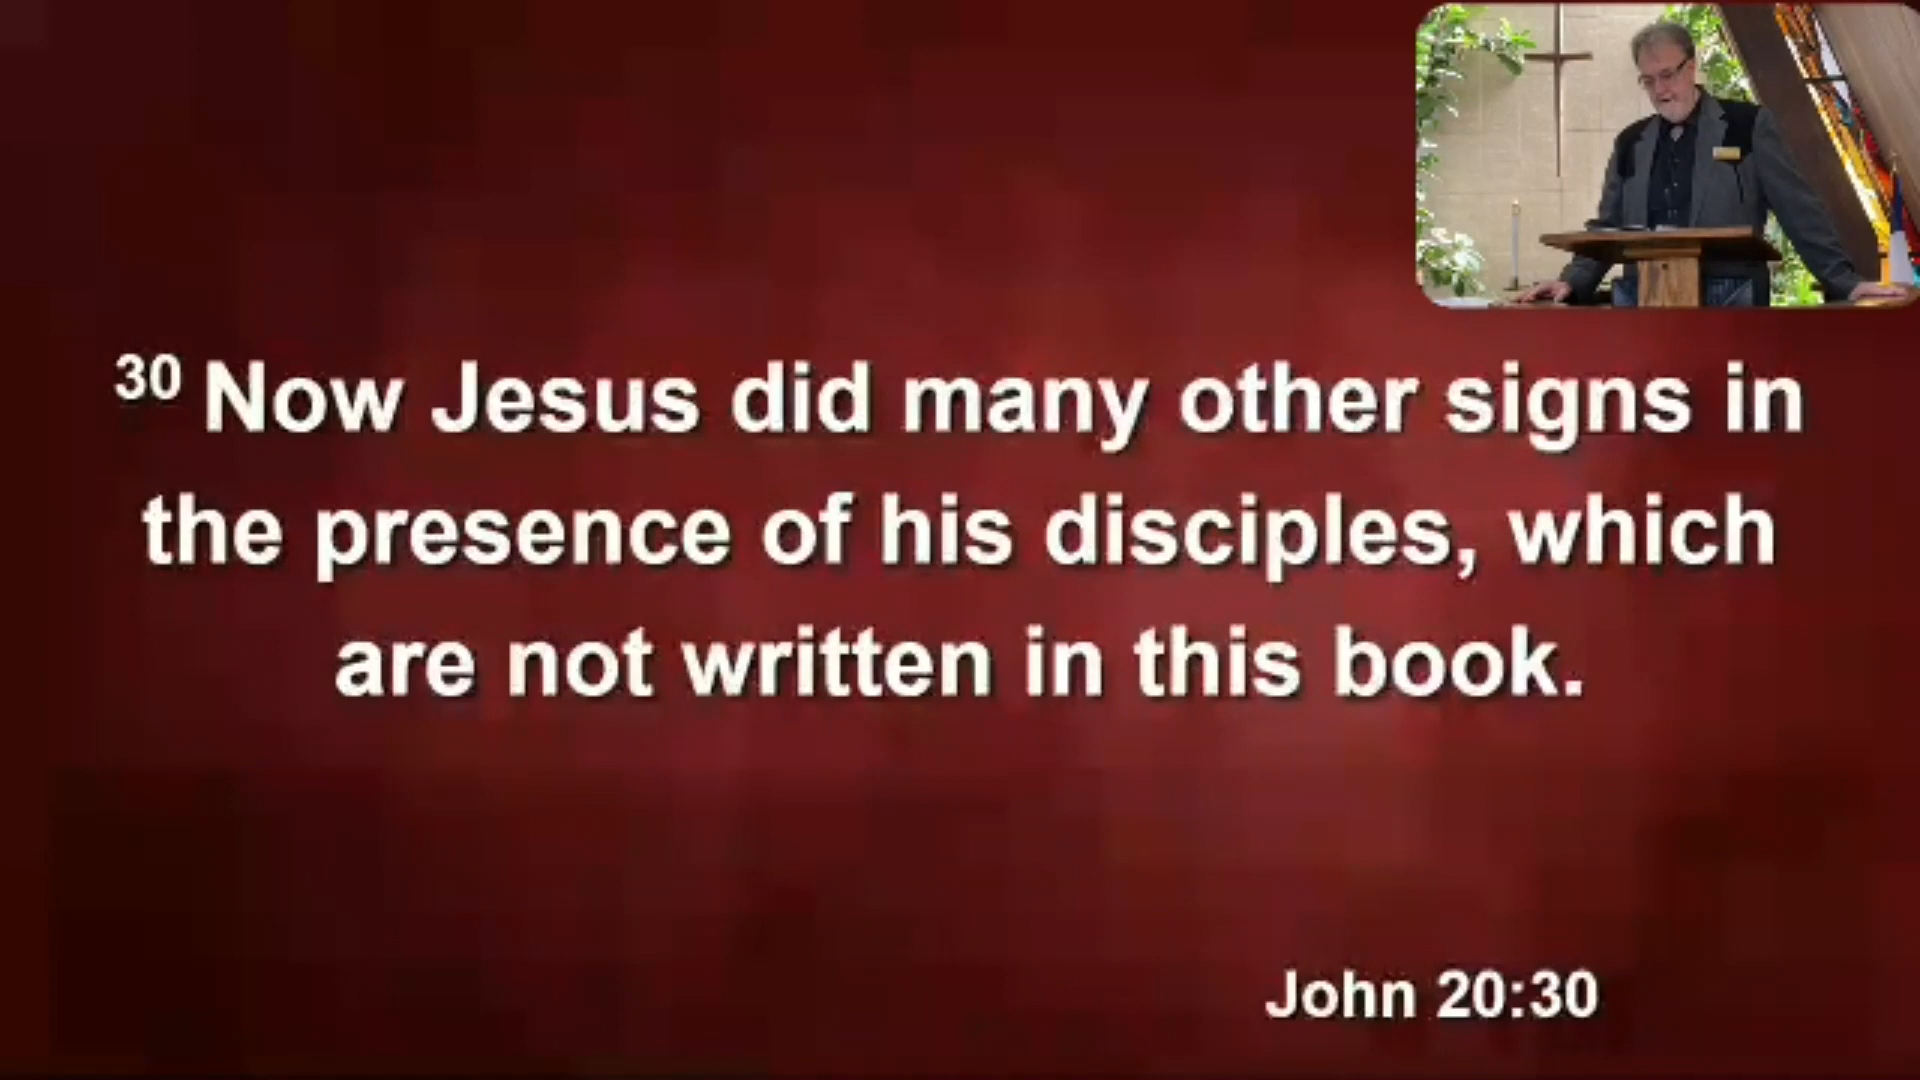 30 Now Jesus did many other signs in
the presence of his disciples, which
are not written in this book.
John 20:30